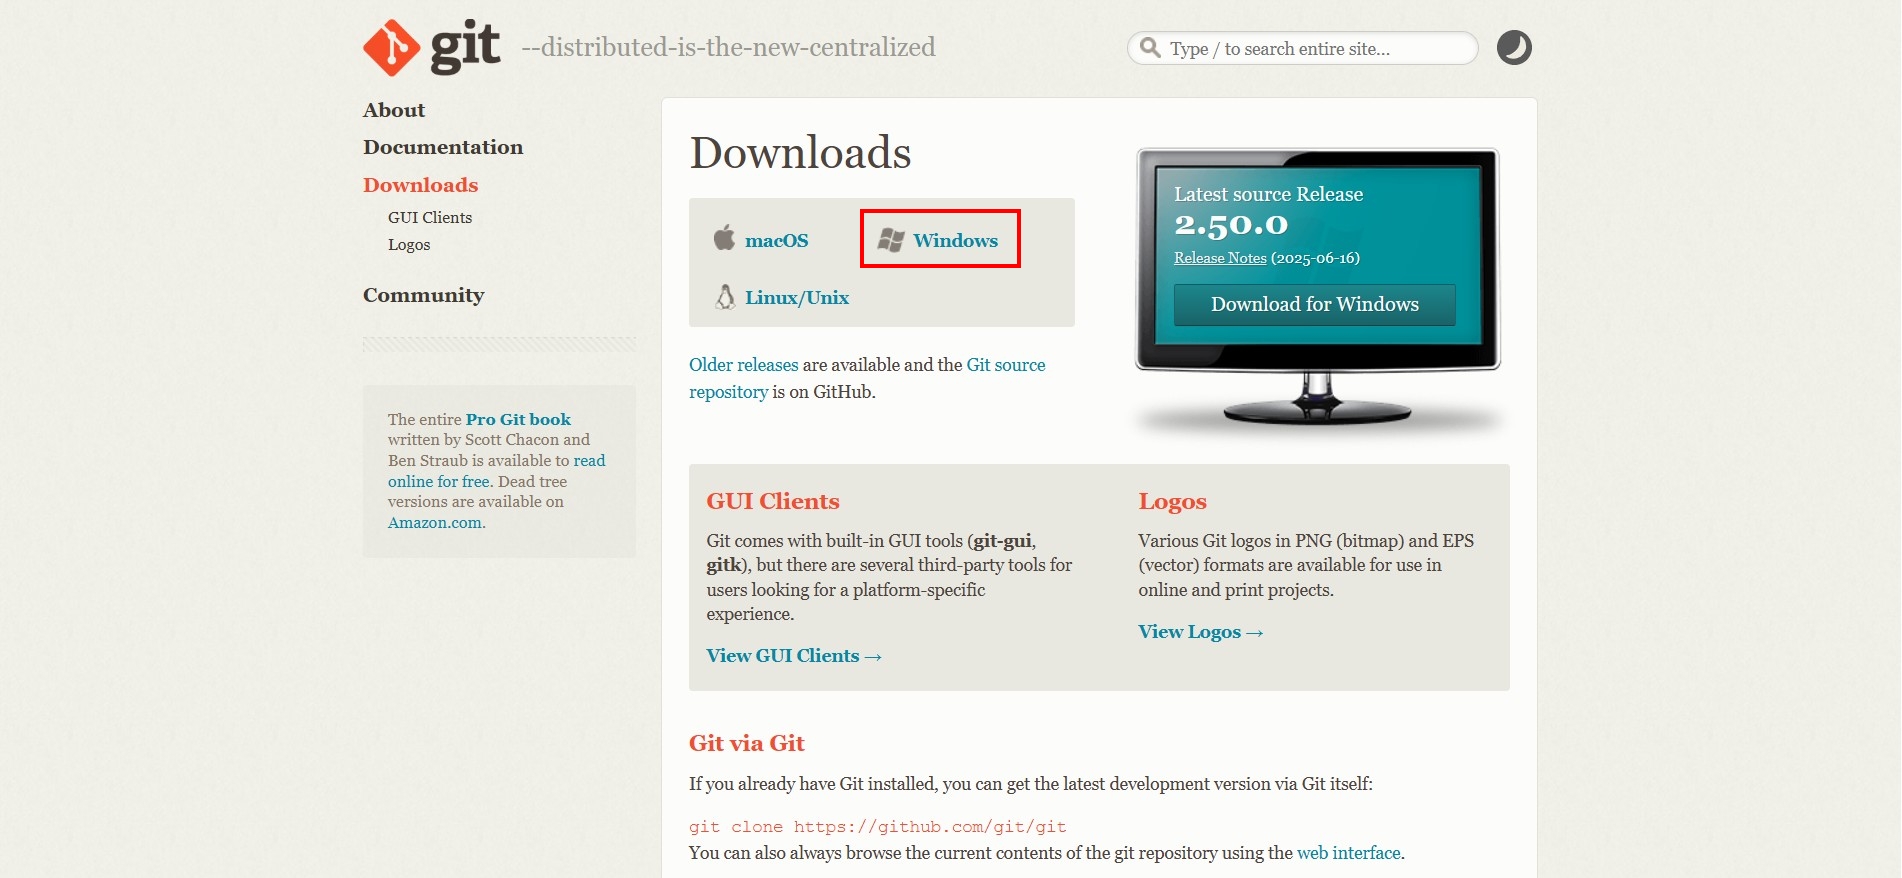 git --distributed-is-the-new-centralized
Type / to search entire site...
About
Documentation
Downloads
GUI Clients
Logos
Community
The entire Pro Git book
written by Scott Chacon and
Ben Straub is available to read
online for free. Dead tree
versions are available on
Amazon.com.
Downloads
macOS
Windows
Linux/Unix
Older releases are available and the Git source
repository is on GitHub.
Latest source Release
2.50.0
Release Notes (2025-06-16)
Download for Windows
GUI Clients
Git comes with built-in GUI tools (git-gui,
gitk), but there are several third-party tools for
users looking for a platform-specific
experience.
View GUI Clients →
Logos
Various Git logos in PNG (bitmap) and EPS
(vector) formats are available for use in
online and print projects.
View Logos →
Git via Git
If you already have Git installed, you can get the latest development version via Git itself:
git clone https://github.com/git/git
You can also always browse the current contents of the git repository using the web interface.